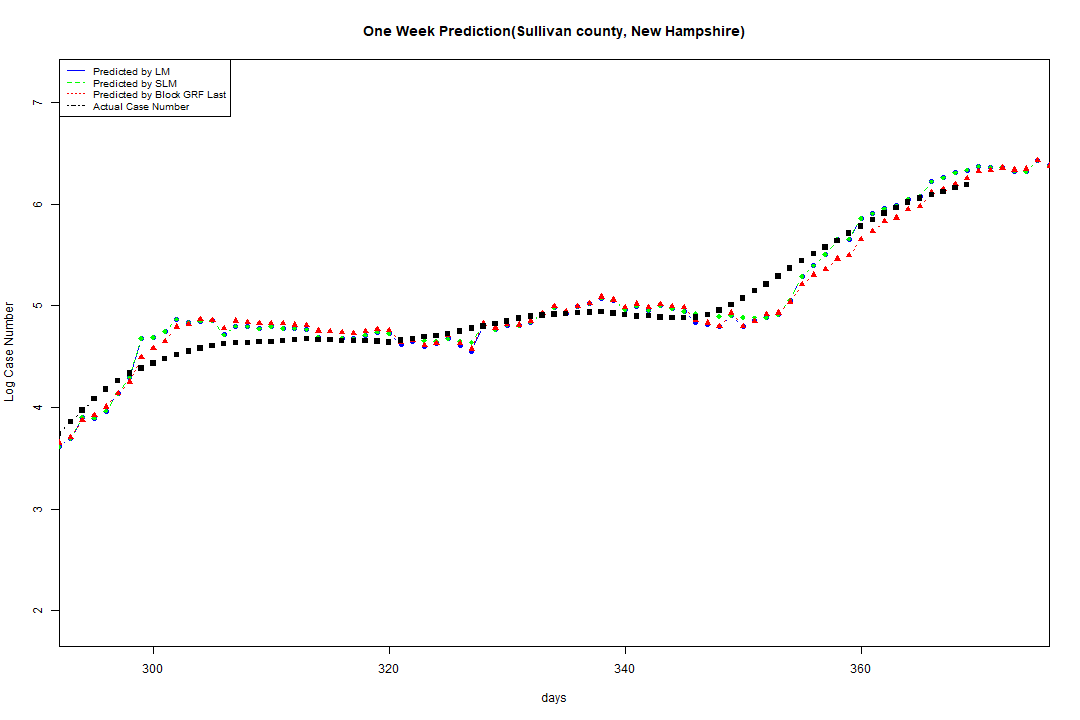 One Week Prediction(Sullivan county, New Hampshire)
Predicted by LM
Predicted by SLM
Predicted by Block GRF Last
Actual Case Number
7
6
5
4
3
2
Log Case Number
300
320
340
360
days